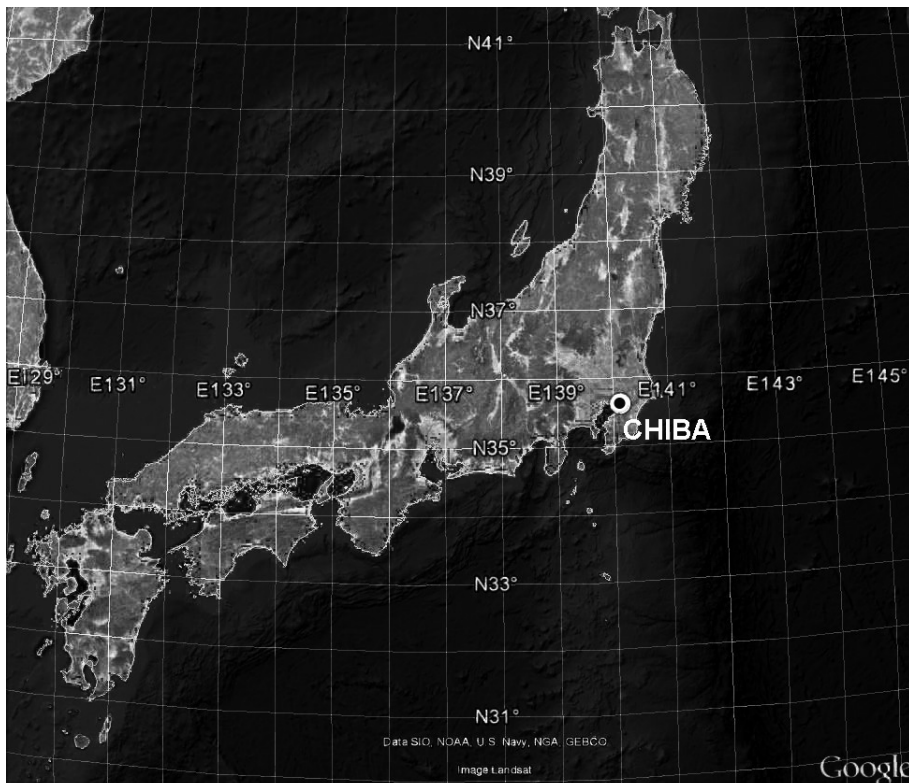 N41°
N39°
N37°
E129°
E131°
E133°
E135°
E137°
E139°
E141°
E143°
E145°
CHIBA
N35°
N33°
N31°
Data SIO, NOAA, U.S. Navy, NGA, GEBCO
Image Landsat
Google